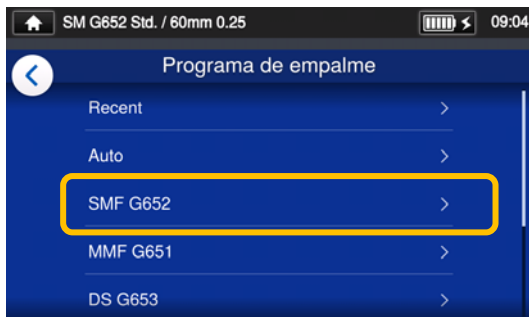 SM G652 Std. / 60mm 0.25 09:04
Programa de empalme
Recent
Auto
SMF G652
MMF G651
DS G653